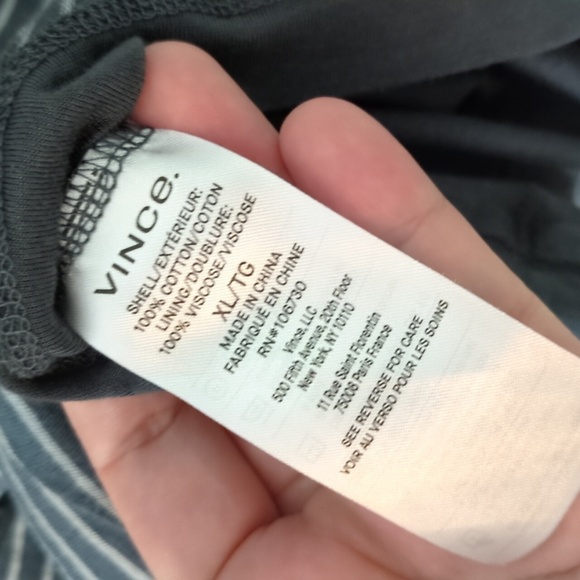 VINCE.
SHELL/EXTÉRIEUR:
100% COTTON/COTON
LINING/DOUBLURE:
100% VISCOSE/VISCOSE
XL/TG
MADE IN CHINA
FABRIQUÉ EN CHINE
RN#106730
Vince, LLC
500 Fifth Avenue, 20th Floor
New York, NY 10110
11 Rue Saint Florentin
75008 Paris France
SEE REVERSE FOR CARE
VOIR AU VERSO POUR LES SOINS